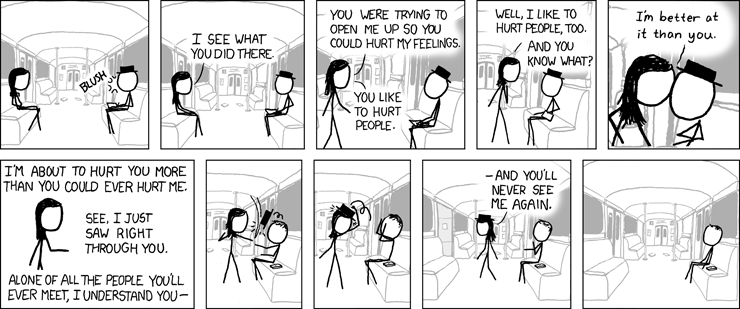 BLUSH
I SEE WHAT
YOU DID THERE.
YOU WERE TRYING TO
OPEN ME UP SO YOU
COULD HURT MY FEELINGS.
YOU LIKE
TO HURT
PEOPLE.
WELL, I LIKE TO
HURT PEOPLE, TOO.
AND YOU
KNOW WHAT?
I'm better at
it than you.
I'M ABOUT TO HURT YOU MORE
THAN YOU COULD EVER HURT ME.
SEE, I JUST
SAW RIGHT
THROUGH YOU.
ALONE OF ALL THE PEOPLE YOU'LL
EVER MEET, I UNDERSTAND YOU—
—AND YOU'LL
NEVER SEE
ME AGAIN.